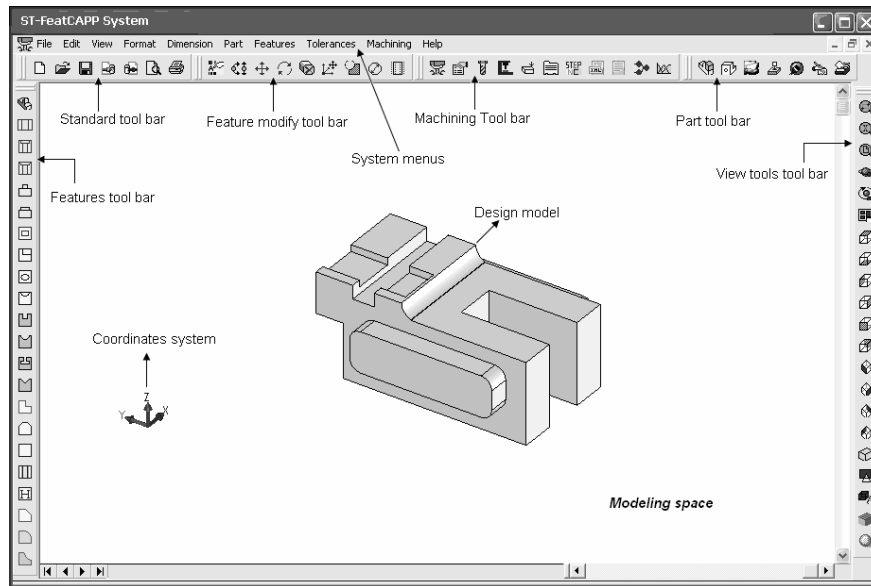 ST-FeatCAPP System
File Edit View Format Dimension Part Features Tolerances Machining Help
STEP
Standard tool bar
Feature modify tool bar
Machining Tool bar
Part tool bar
System menus
View tools tool bar
Features tool bar
Design model
Coordinates system
Z
Y X
Modeling space